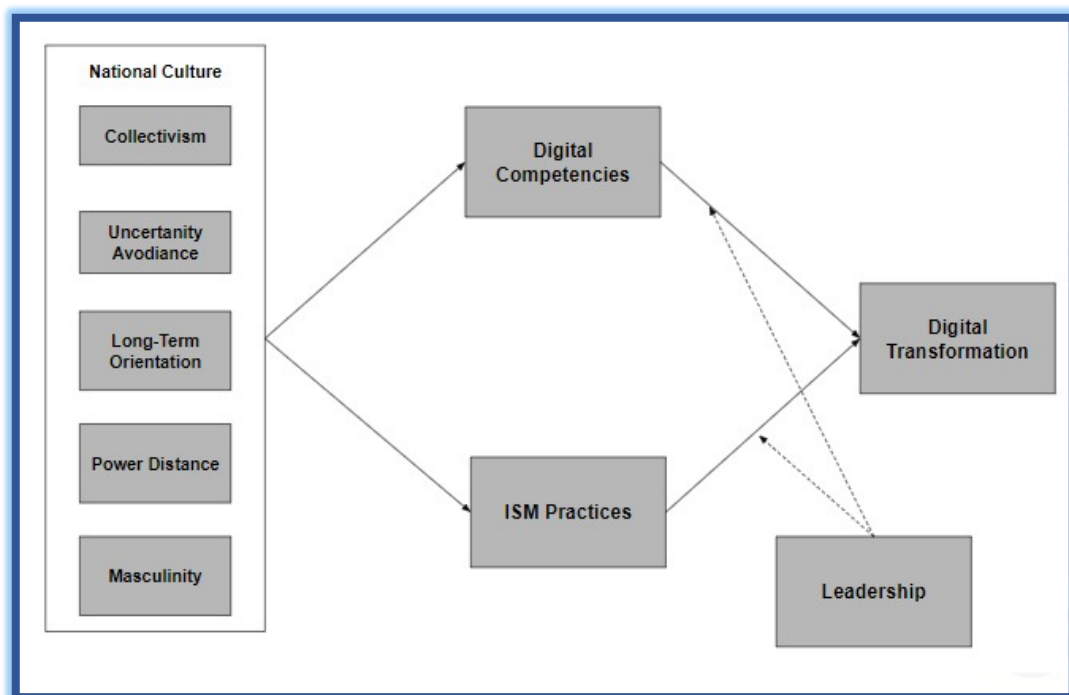 National Culture
Collectivism
Uncertanity
Avodiance
Long-Term
Orientation
Power Distance
Masculinity
Digital
Competencies
ISM Practices
Digital
Transformation
Leadership